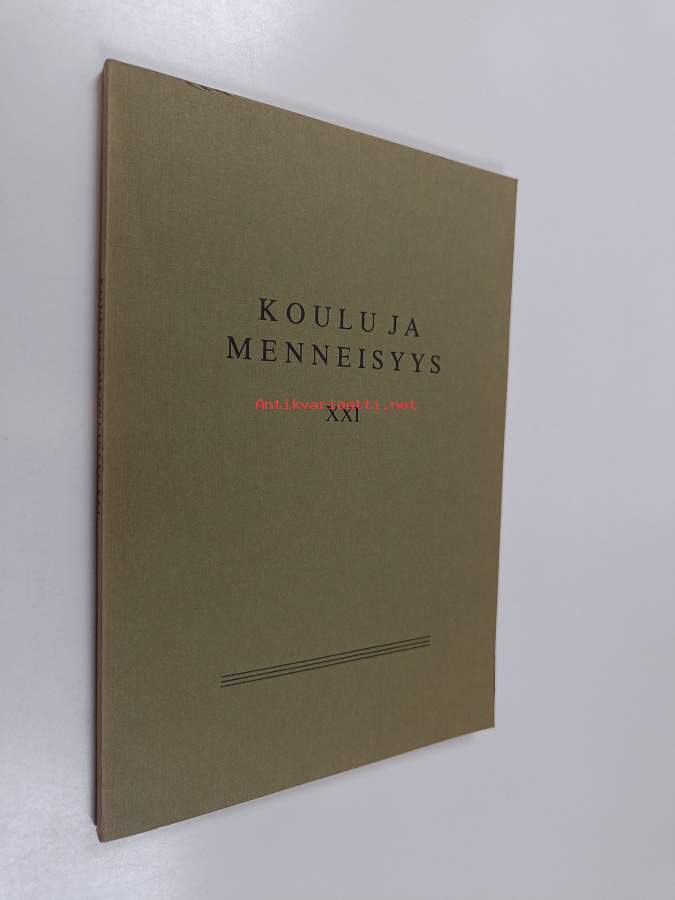 KOULU JA
MENNEISYYS
XXI
Antikvariaatti.net